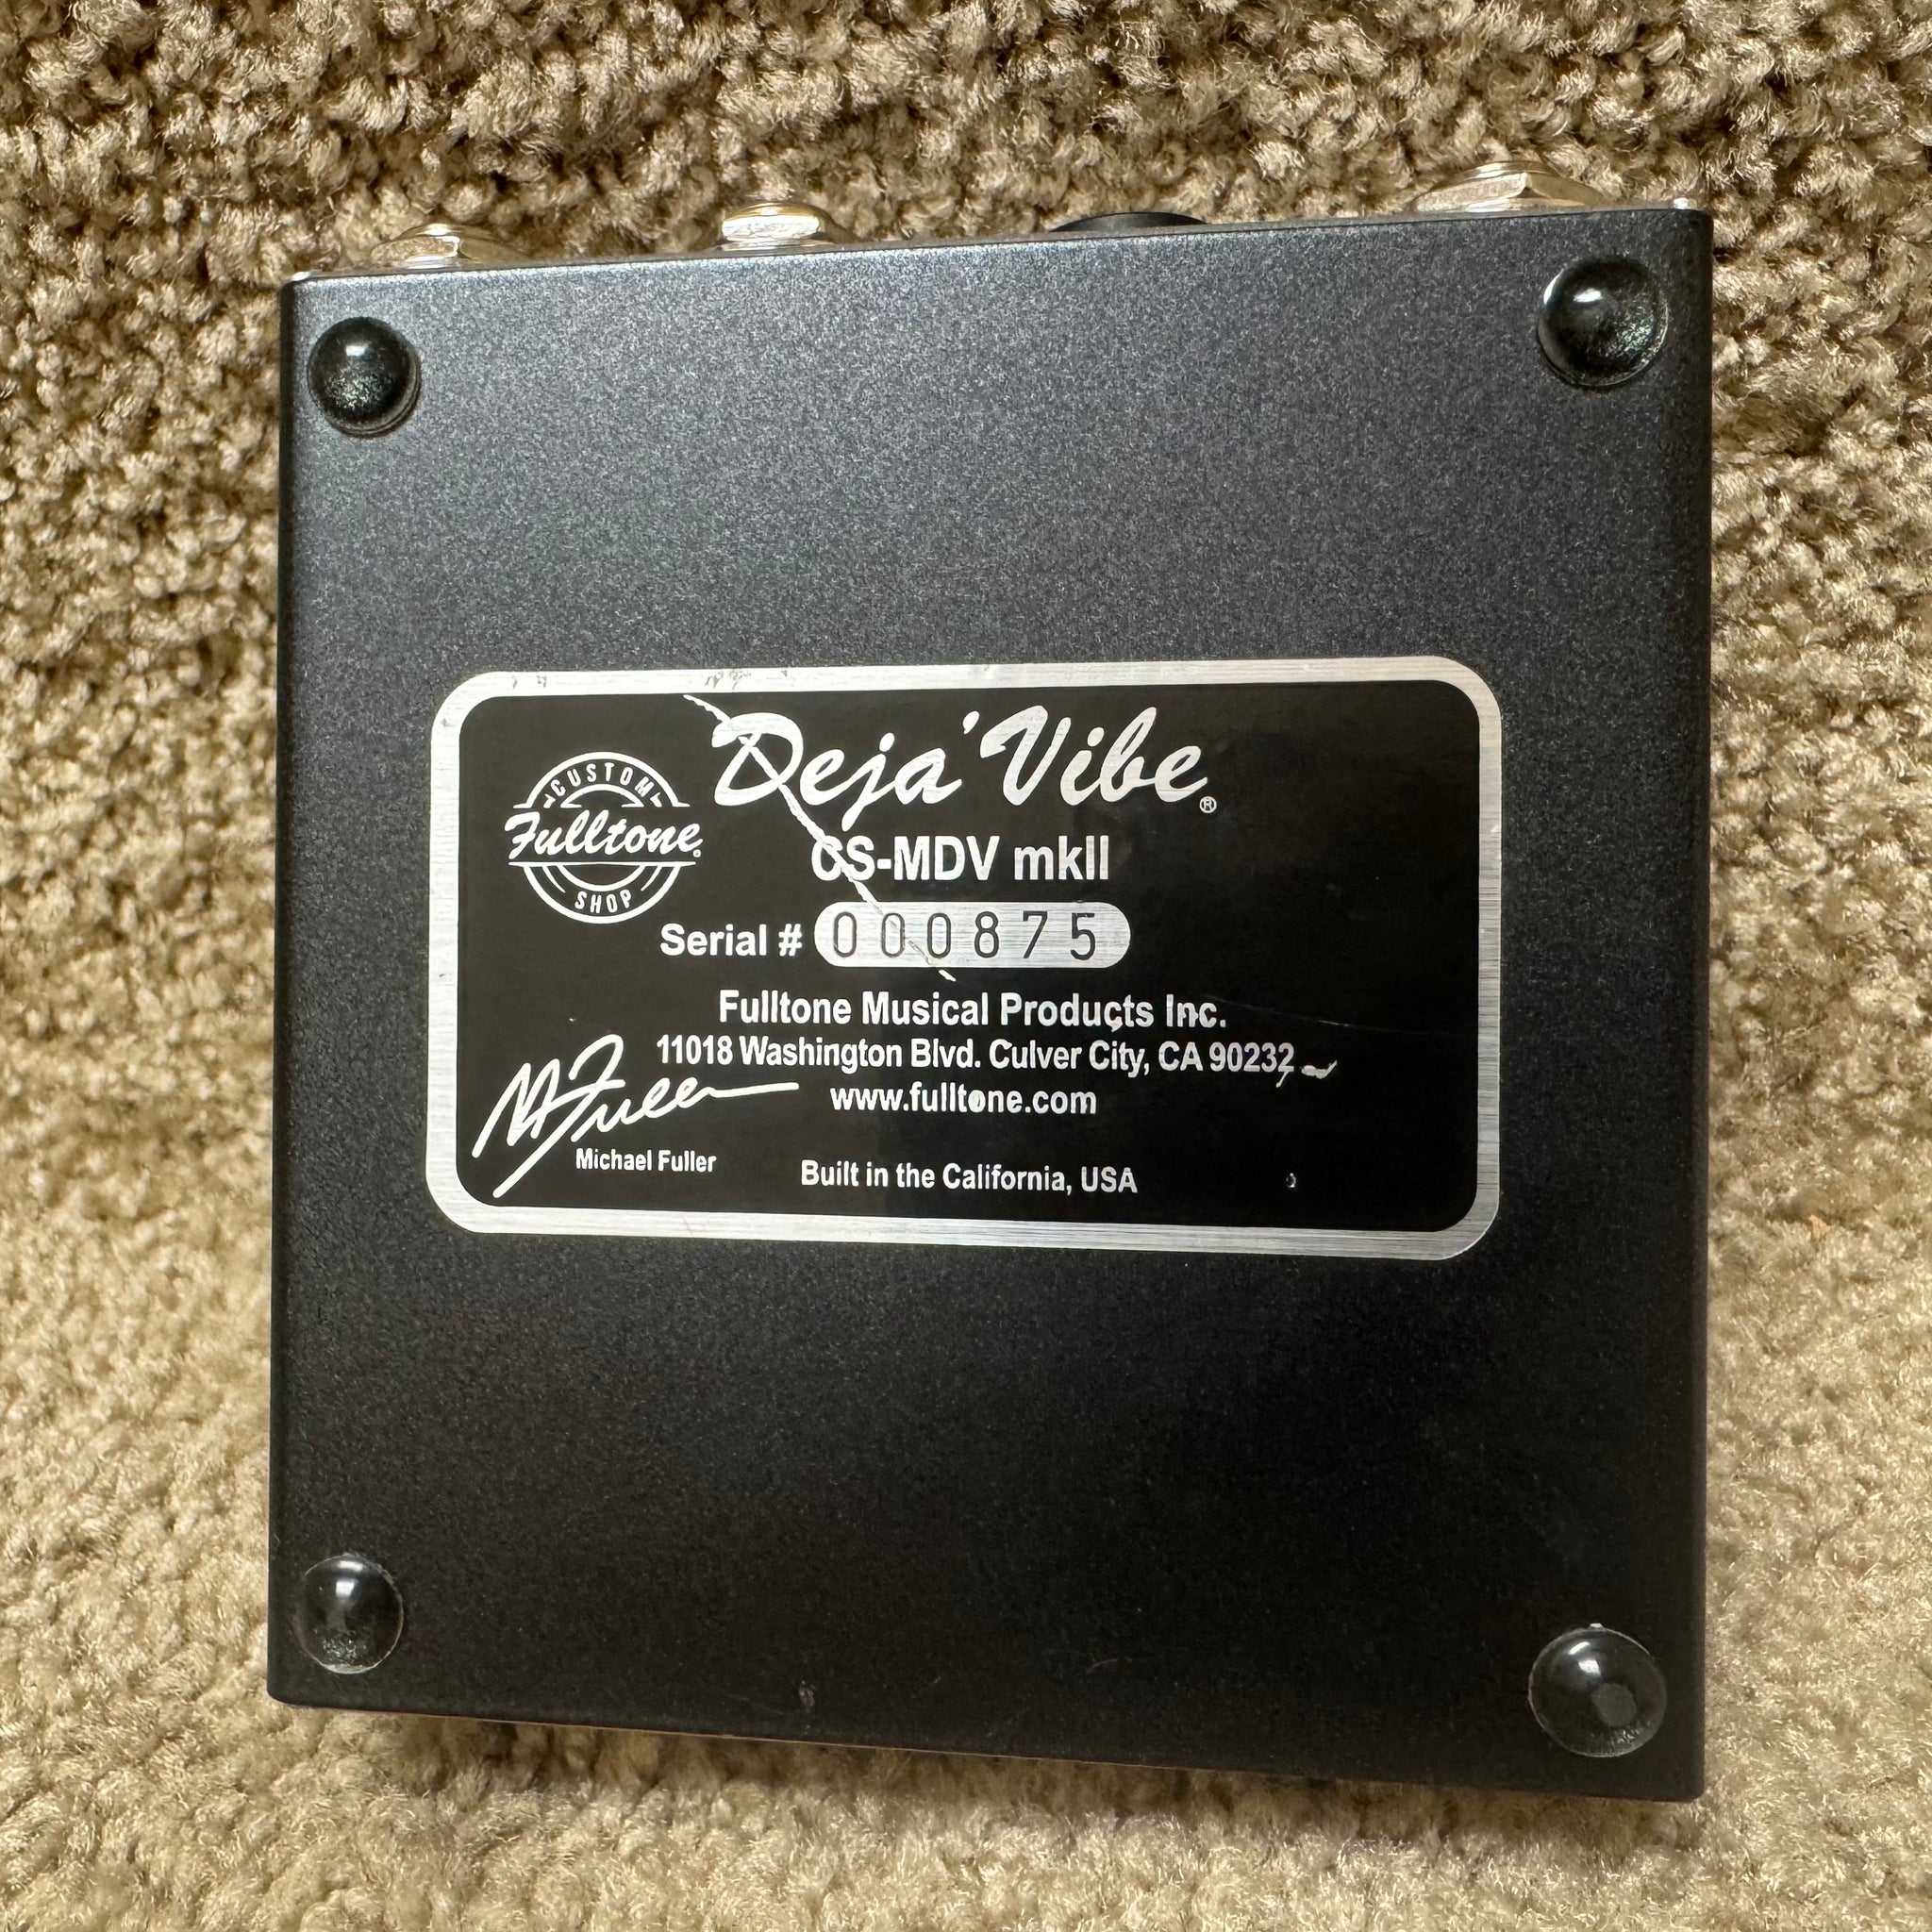 Deja' Vibe®
CUSTOM
Fulltone®
SHOP
CS-MDV mkII
Serial # 000875
Fulltone Musical Products Inc.
11018 Washington Blvd. Culver City, CA 90232
www.fulltone.com
M Fuller
Michael Fuller
Built in the California, USA